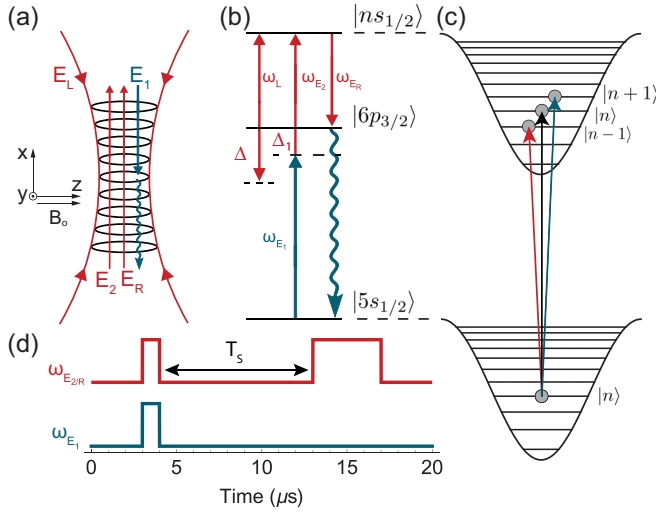 (a)
E_L
E_1
x
y
z
B_o
E_2
E_R
(b)
|ns_{1/2}⟩
ω_L
ω_{E_2}
ω_{E_R}
|6p_{3/2}⟩
Δ
Δ_1
ω_{E_1}
|5s_{1/2}⟩
(c)
|n+1⟩
|n⟩
|n−1⟩
|n⟩
(d)
ω_{E_{2/R}}
T_S
ω_{E_1}
0 5 10 15 20
Time (μs)